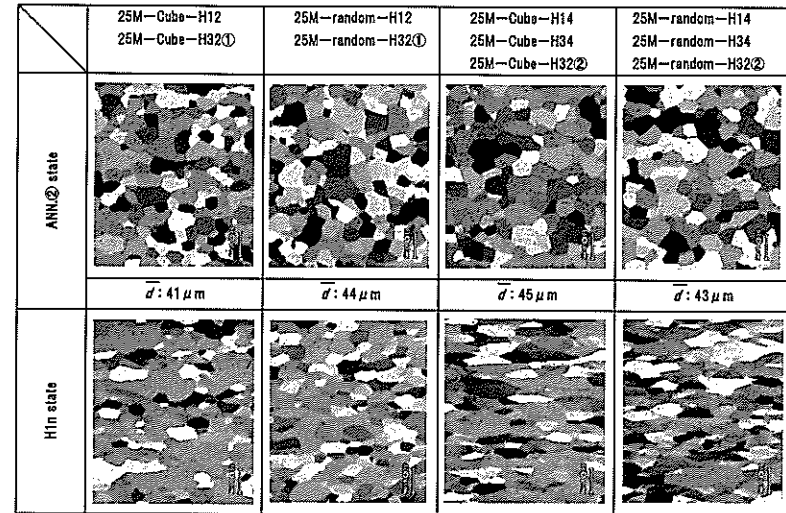 25M−Cube−H12
25M−Cube−H32①
25M−random−H12
25M−random−H32①
25M−Cube−H14
25M−Cube−H34
25M−Cube−H32②
25M−random−H14
25M−random−H34
25M−random−H32②
ANN.② state
d̅ : 41 μm
d̅ : 44 μm
d̅ : 45 μm
d̅ : 43 μm
H1n state